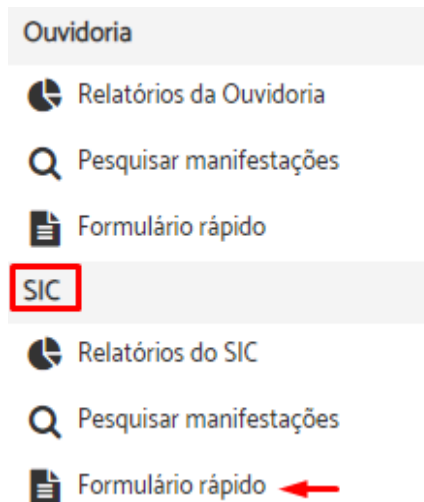 Ouvidoria
Relatórios da Ouvidoria
Pesquisar manifestações
Formulário rápido
SIC
Relatórios do SIC
Pesquisar manifestações
Formulário rápido